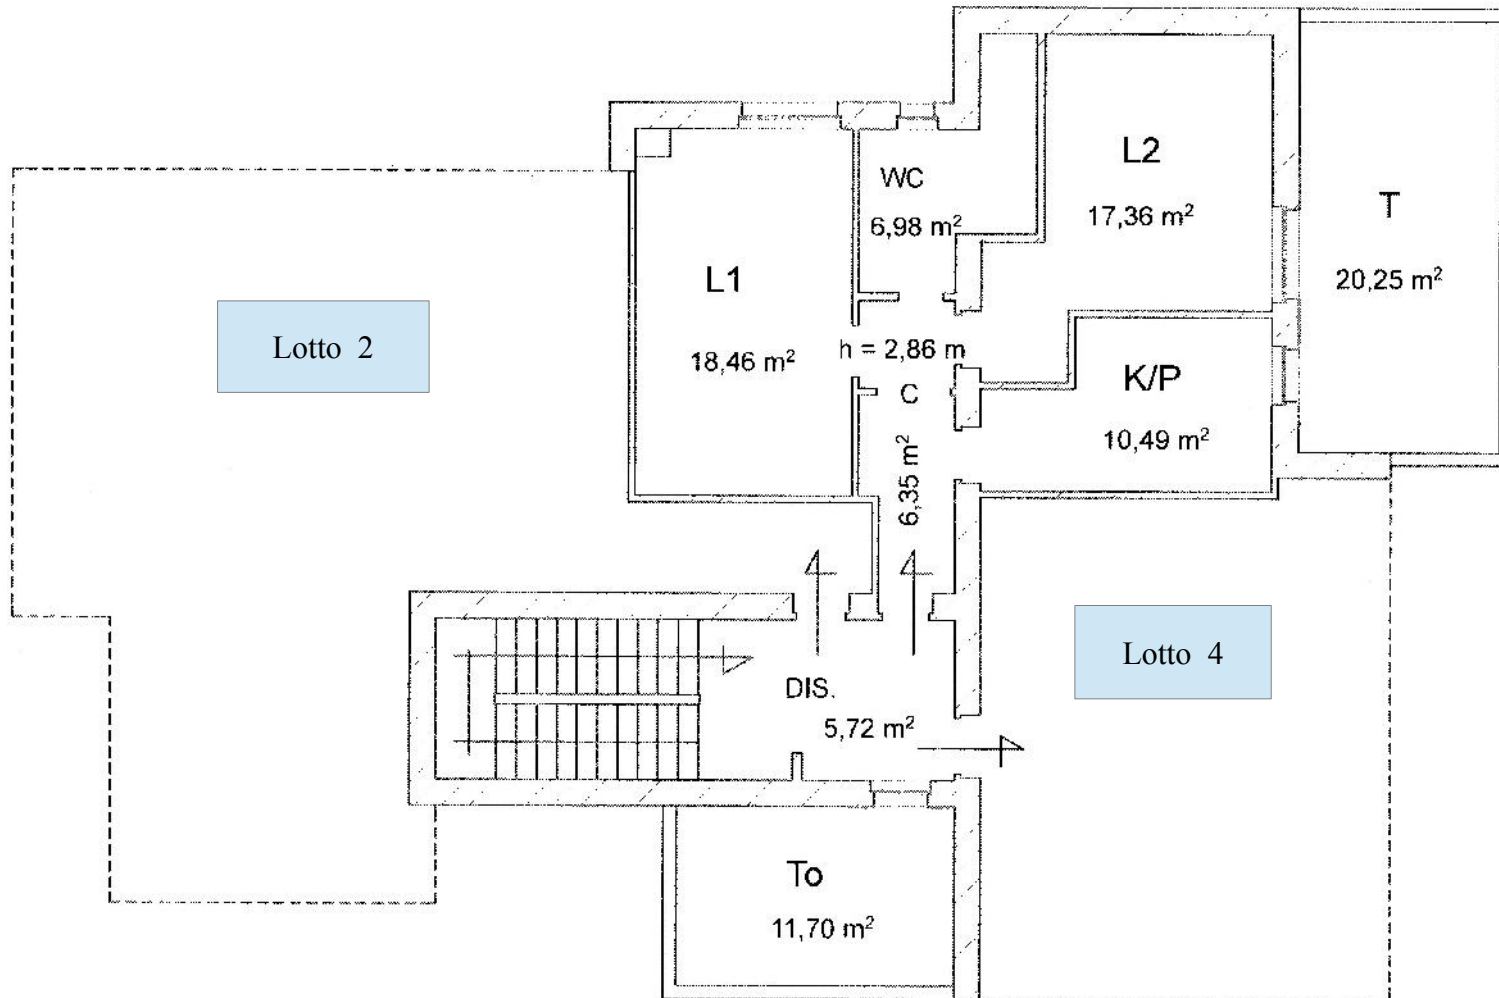 L2
WC
17,36 m²
6,98 m²
T
20,25 m²
L1
Lotto 2
18,46 m²
h = 2,86 m
C
K/P
10,49 m²
6,35 m²
Lotto 4
DIS.
5,72 m²
To
11,70 m²